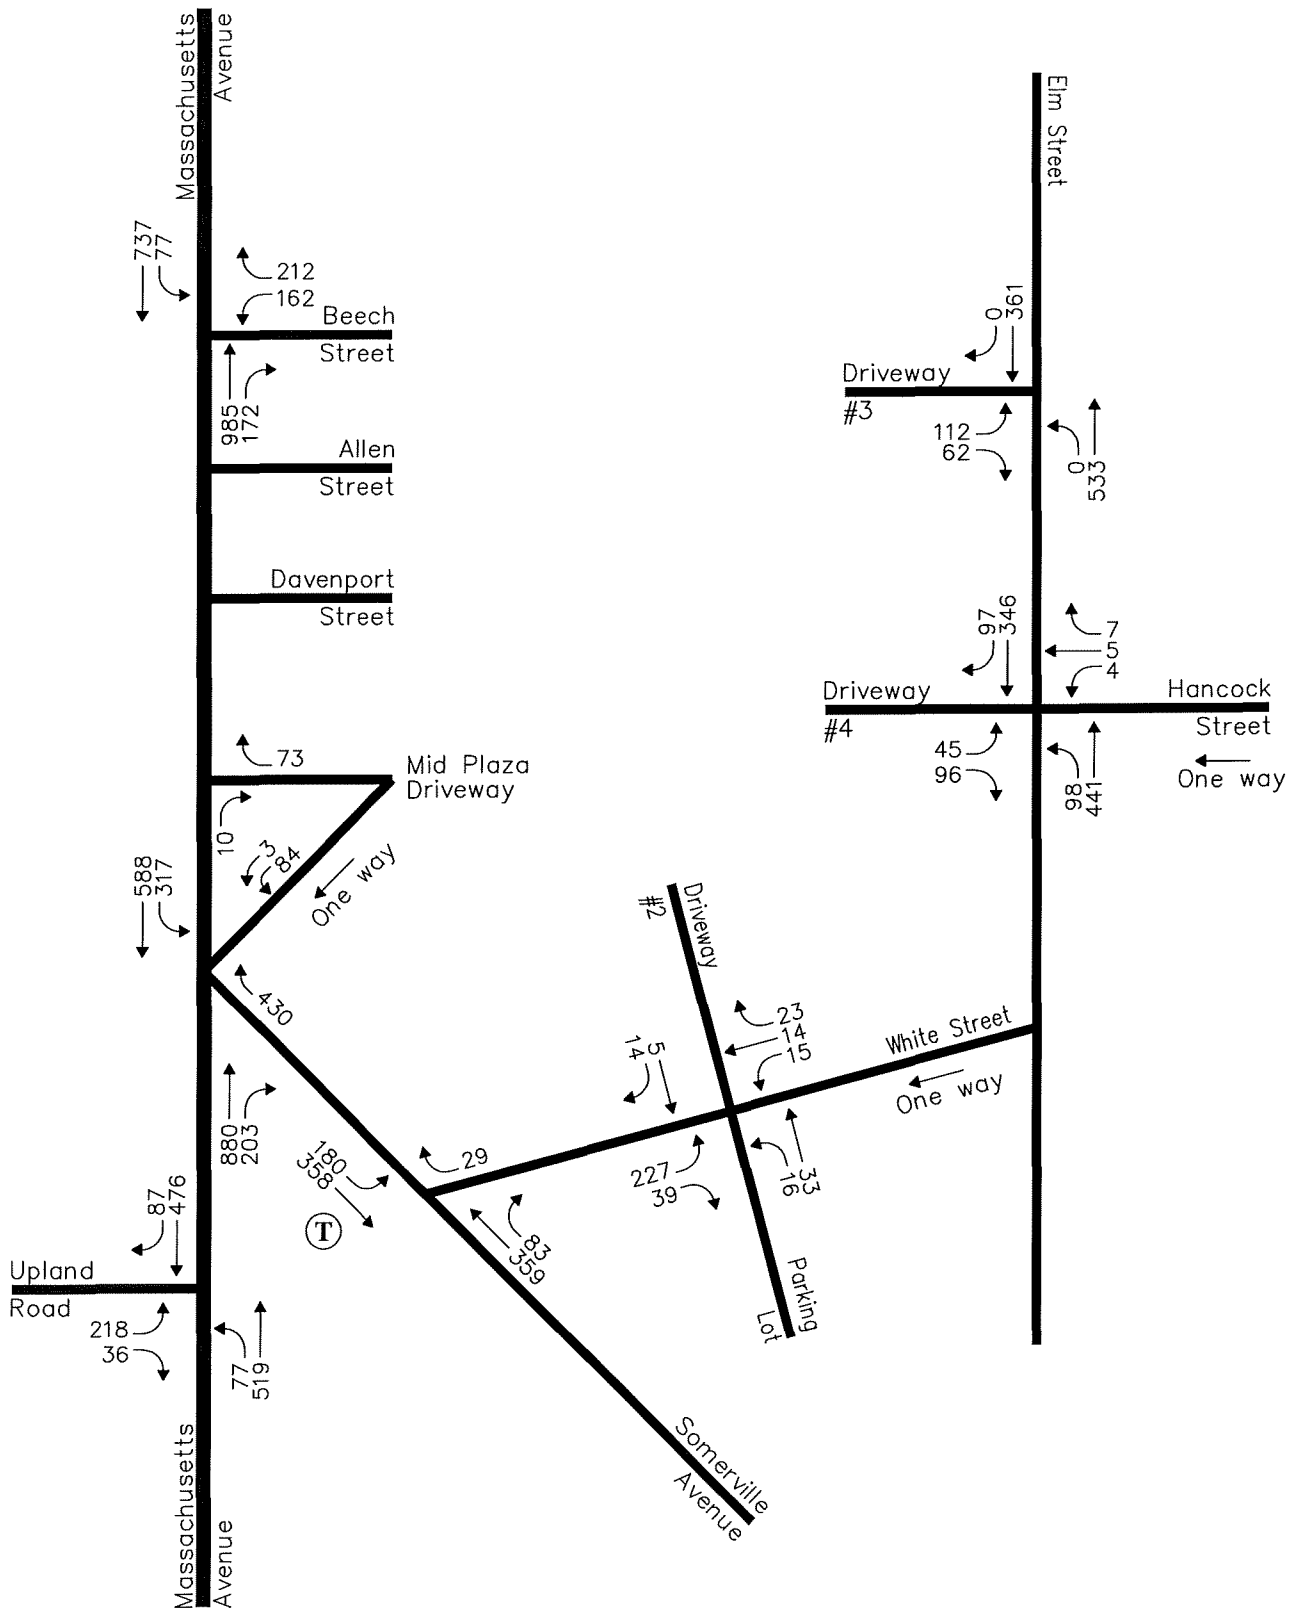 Massachusetts
Avenue
Elm Street
737
77
212
162
Beech
Street
985
172
Allen
Street
Davenport
Street
73
Mid Plaza
Driveway
10
3
84
One way
588
317
430
880
203
180
358
T
87
476
Upland
Road
218
36
77
519
Massachusetts
Avenue
0
361
Driveway
#3
112
62
0
533
97
346
7
5
4
Driveway
#4
Hancock
Street
One way
45
96
98
441
Driveway
#2
23
14
15
5
14
White Street
One way
29
227
39
33
16
83
359
Parking
Lot
Somerville
Avenue